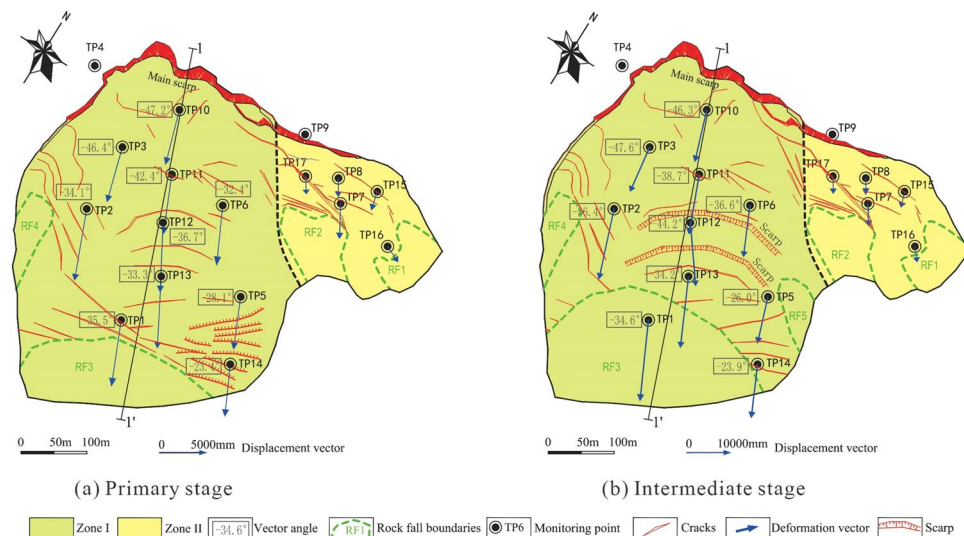 N
TP4
1
Main scarp
-47.2° TP10
TP9
-46.4° TP3
-42.4° TP11
TP17
TP8
TP15
-34.1°
-32.4°
TP2
TP6
TP7
TP12
-36.7°
RF4
RF2
TP16
RF1
-33.3° TP13
-28.4° TP5
-35.5° TP1
RF3
TP14
1'
0 50m 100m
0 5000mm Displacement vector
(a) Primary stage
N
TP4
1
Main scarp
-46.3° TP10
TP9
-47.6° TP3
-38.7° TP11
TP17
TP8
TP15
TP2
-36.6° TP6
TP7
-44.2° TP12
Scarp
RF4
RF2
TP16
RF1
-34.2° TP13
Scarp
-26.0° TP5
RF5
-34.6° TP1
RF3
-23.9° TP14
1'
0 50m 100m
0 10000mm Displacement vector
(b) Intermediate stage
Zone I Zone II -34.6° Vector angle RF1 Rock fall boundaries TP6 Monitoring point Cracks Deformation vector Scarp